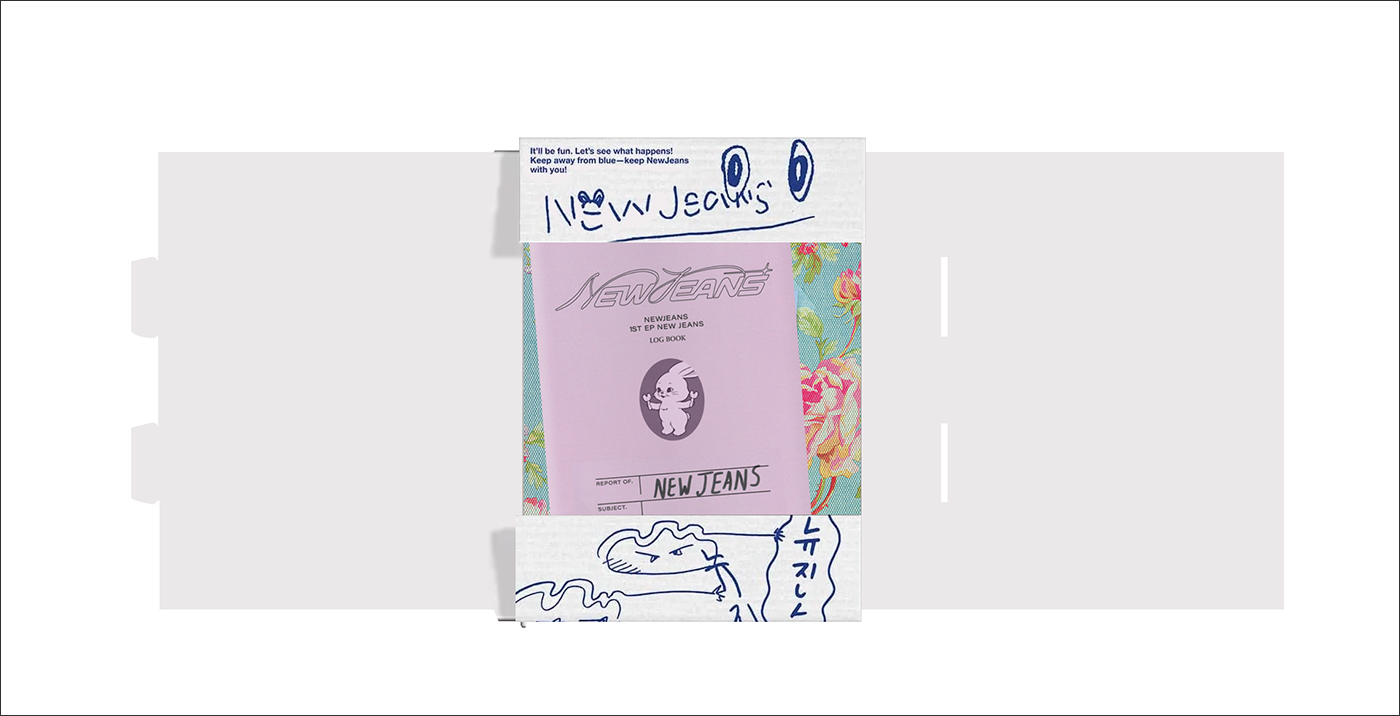 It'll be fun. Let's see what happens!
Keep away from blue—keep NewJeans
with you!
NewJeans
NEWJEANS
NEWJEANS
1ST EP NEW JEANS
LOG BOOK
REPORT OF. NEW JEANS
SUBJECT.
뉴진스